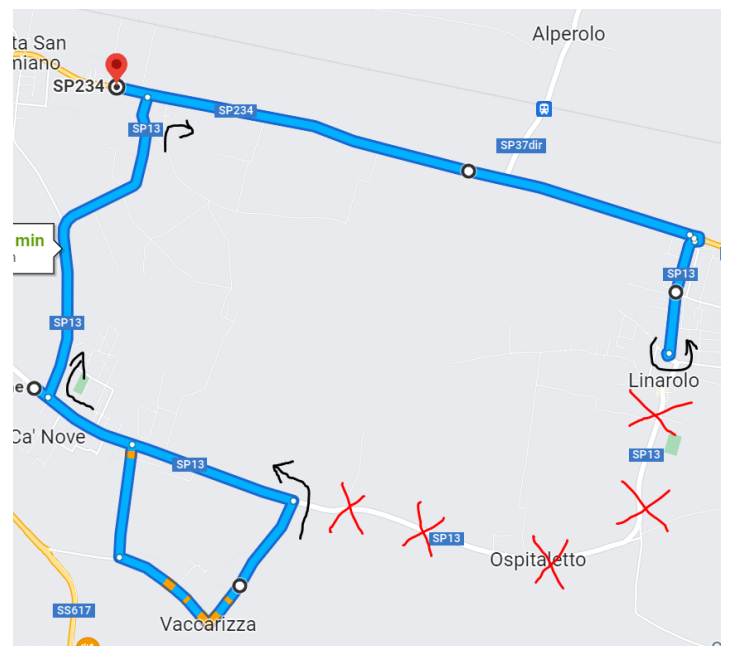 ta San
miano
Alperolo
SP234
SP234
SP13
SP37dir
min
n
SP13
SP13
Linarolo
e
Ca' Nove
SP13
SP13
SP13
Ospitaletto
SS617
Vaccarizza